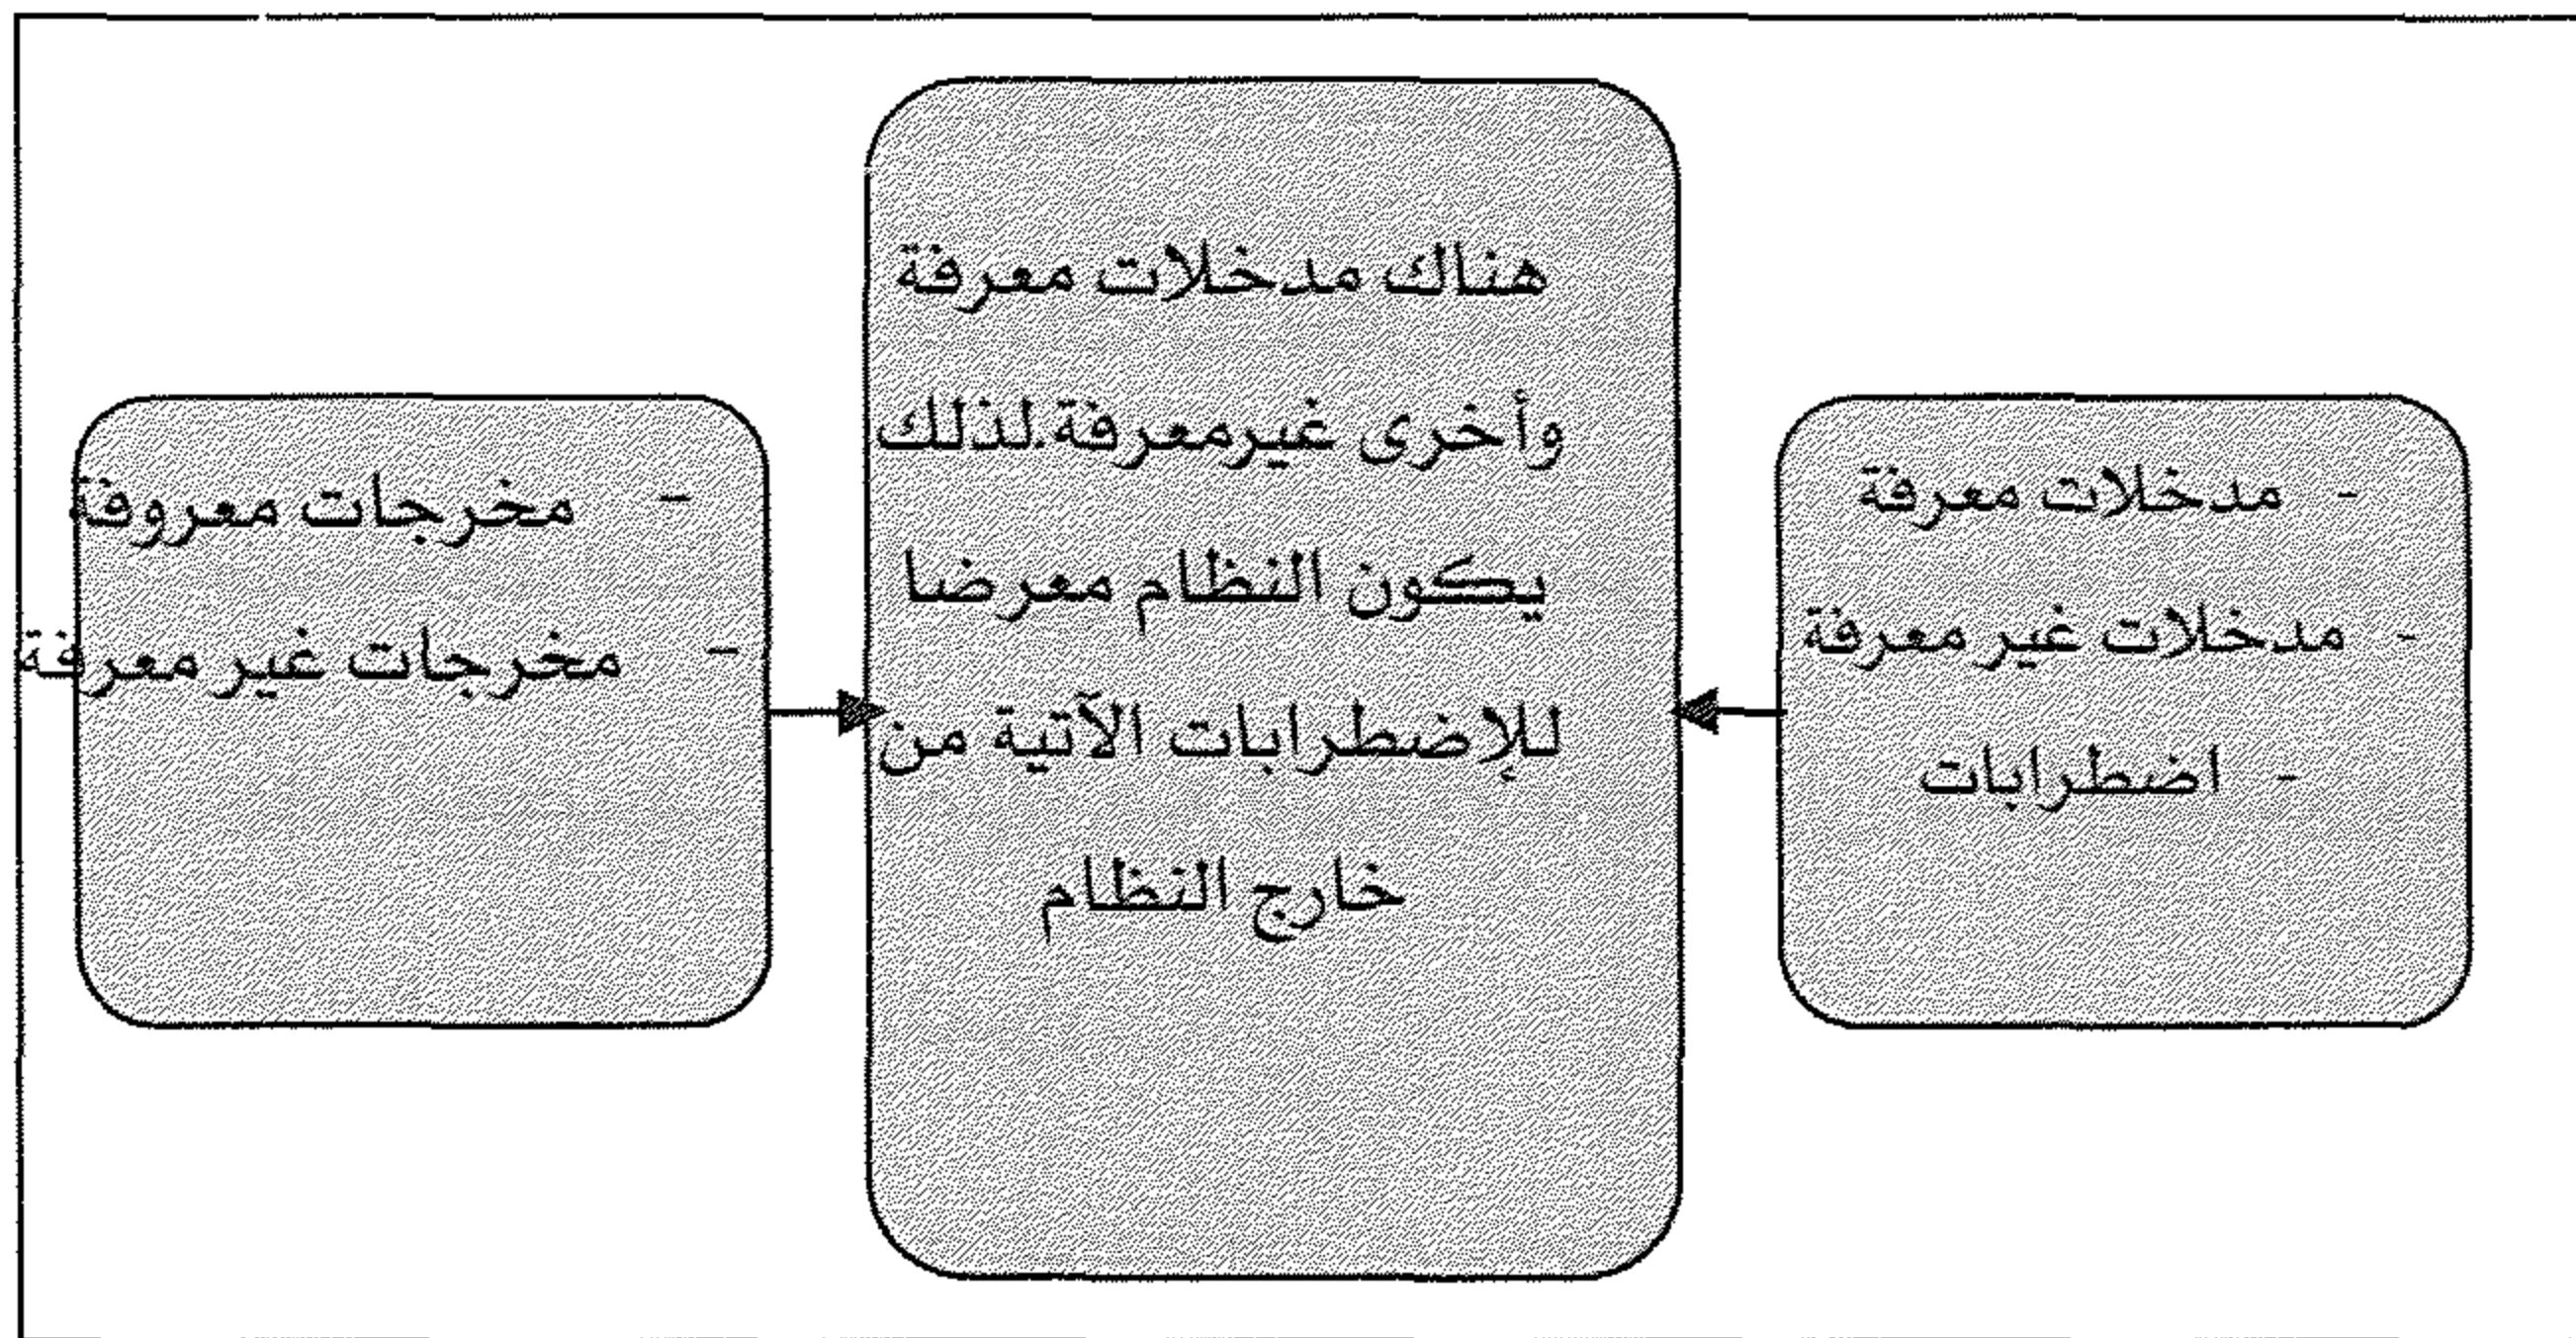 - مدخلات معرفة
- مدخلات غير معرفة
- اضطرابات
هناك مدخلات معرفة
وأخرى غيرمعرفة.لذلك
يكون النظام معرضا
للإضطرابات الآتية من
خارج النظام
- مخرجات معروفة
- مخرجات غير معرفة